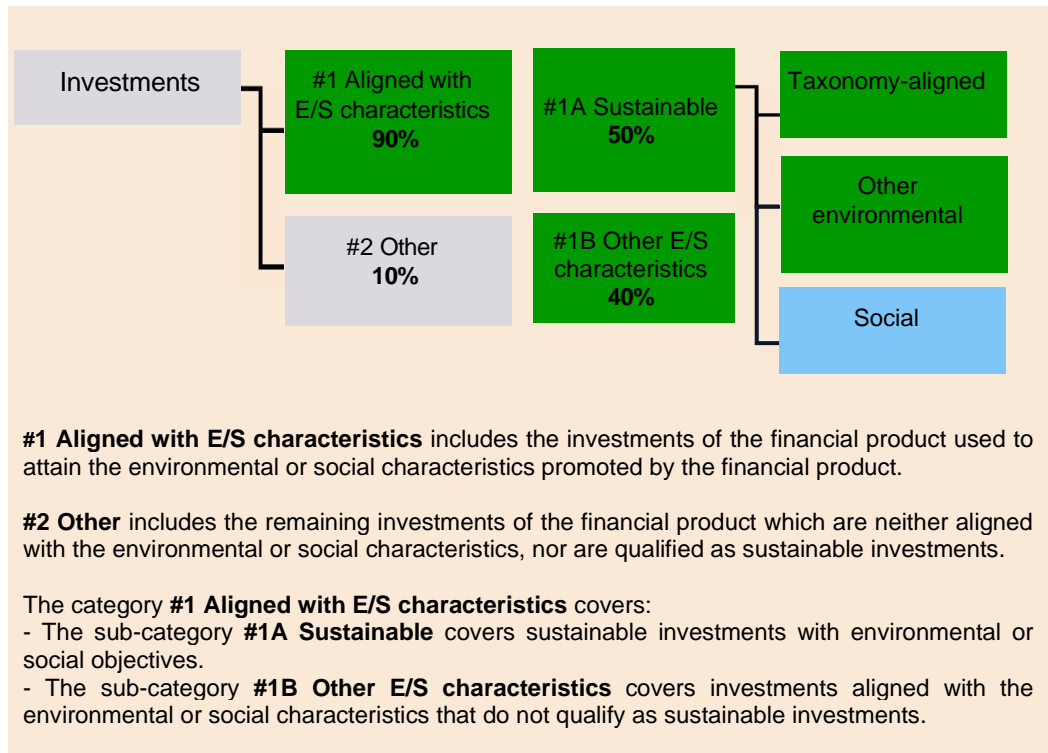 Investments
#1 Aligned with
E/S characteristics
90%
#2 Other
10%
#1A Sustainable
50%
#1B Other E/S
characteristics
40%
Taxonomy-aligned
Other
environmental
Social
#1 Aligned with E/S characteristics includes the investments of the financial product used to
attain the environmental or social characteristics promoted by the financial product.
#2 Other includes the remaining investments of the financial product which are neither aligned
with the environmental or social characteristics, nor are qualified as sustainable investments.
The category #1 Aligned with E/S characteristics covers:
- The sub-category #1A Sustainable covers sustainable investments with environmental or
social objectives.
- The sub-category #1B Other E/S characteristics covers investments aligned with the
environmental or social characteristics that do not qualify as sustainable investments.